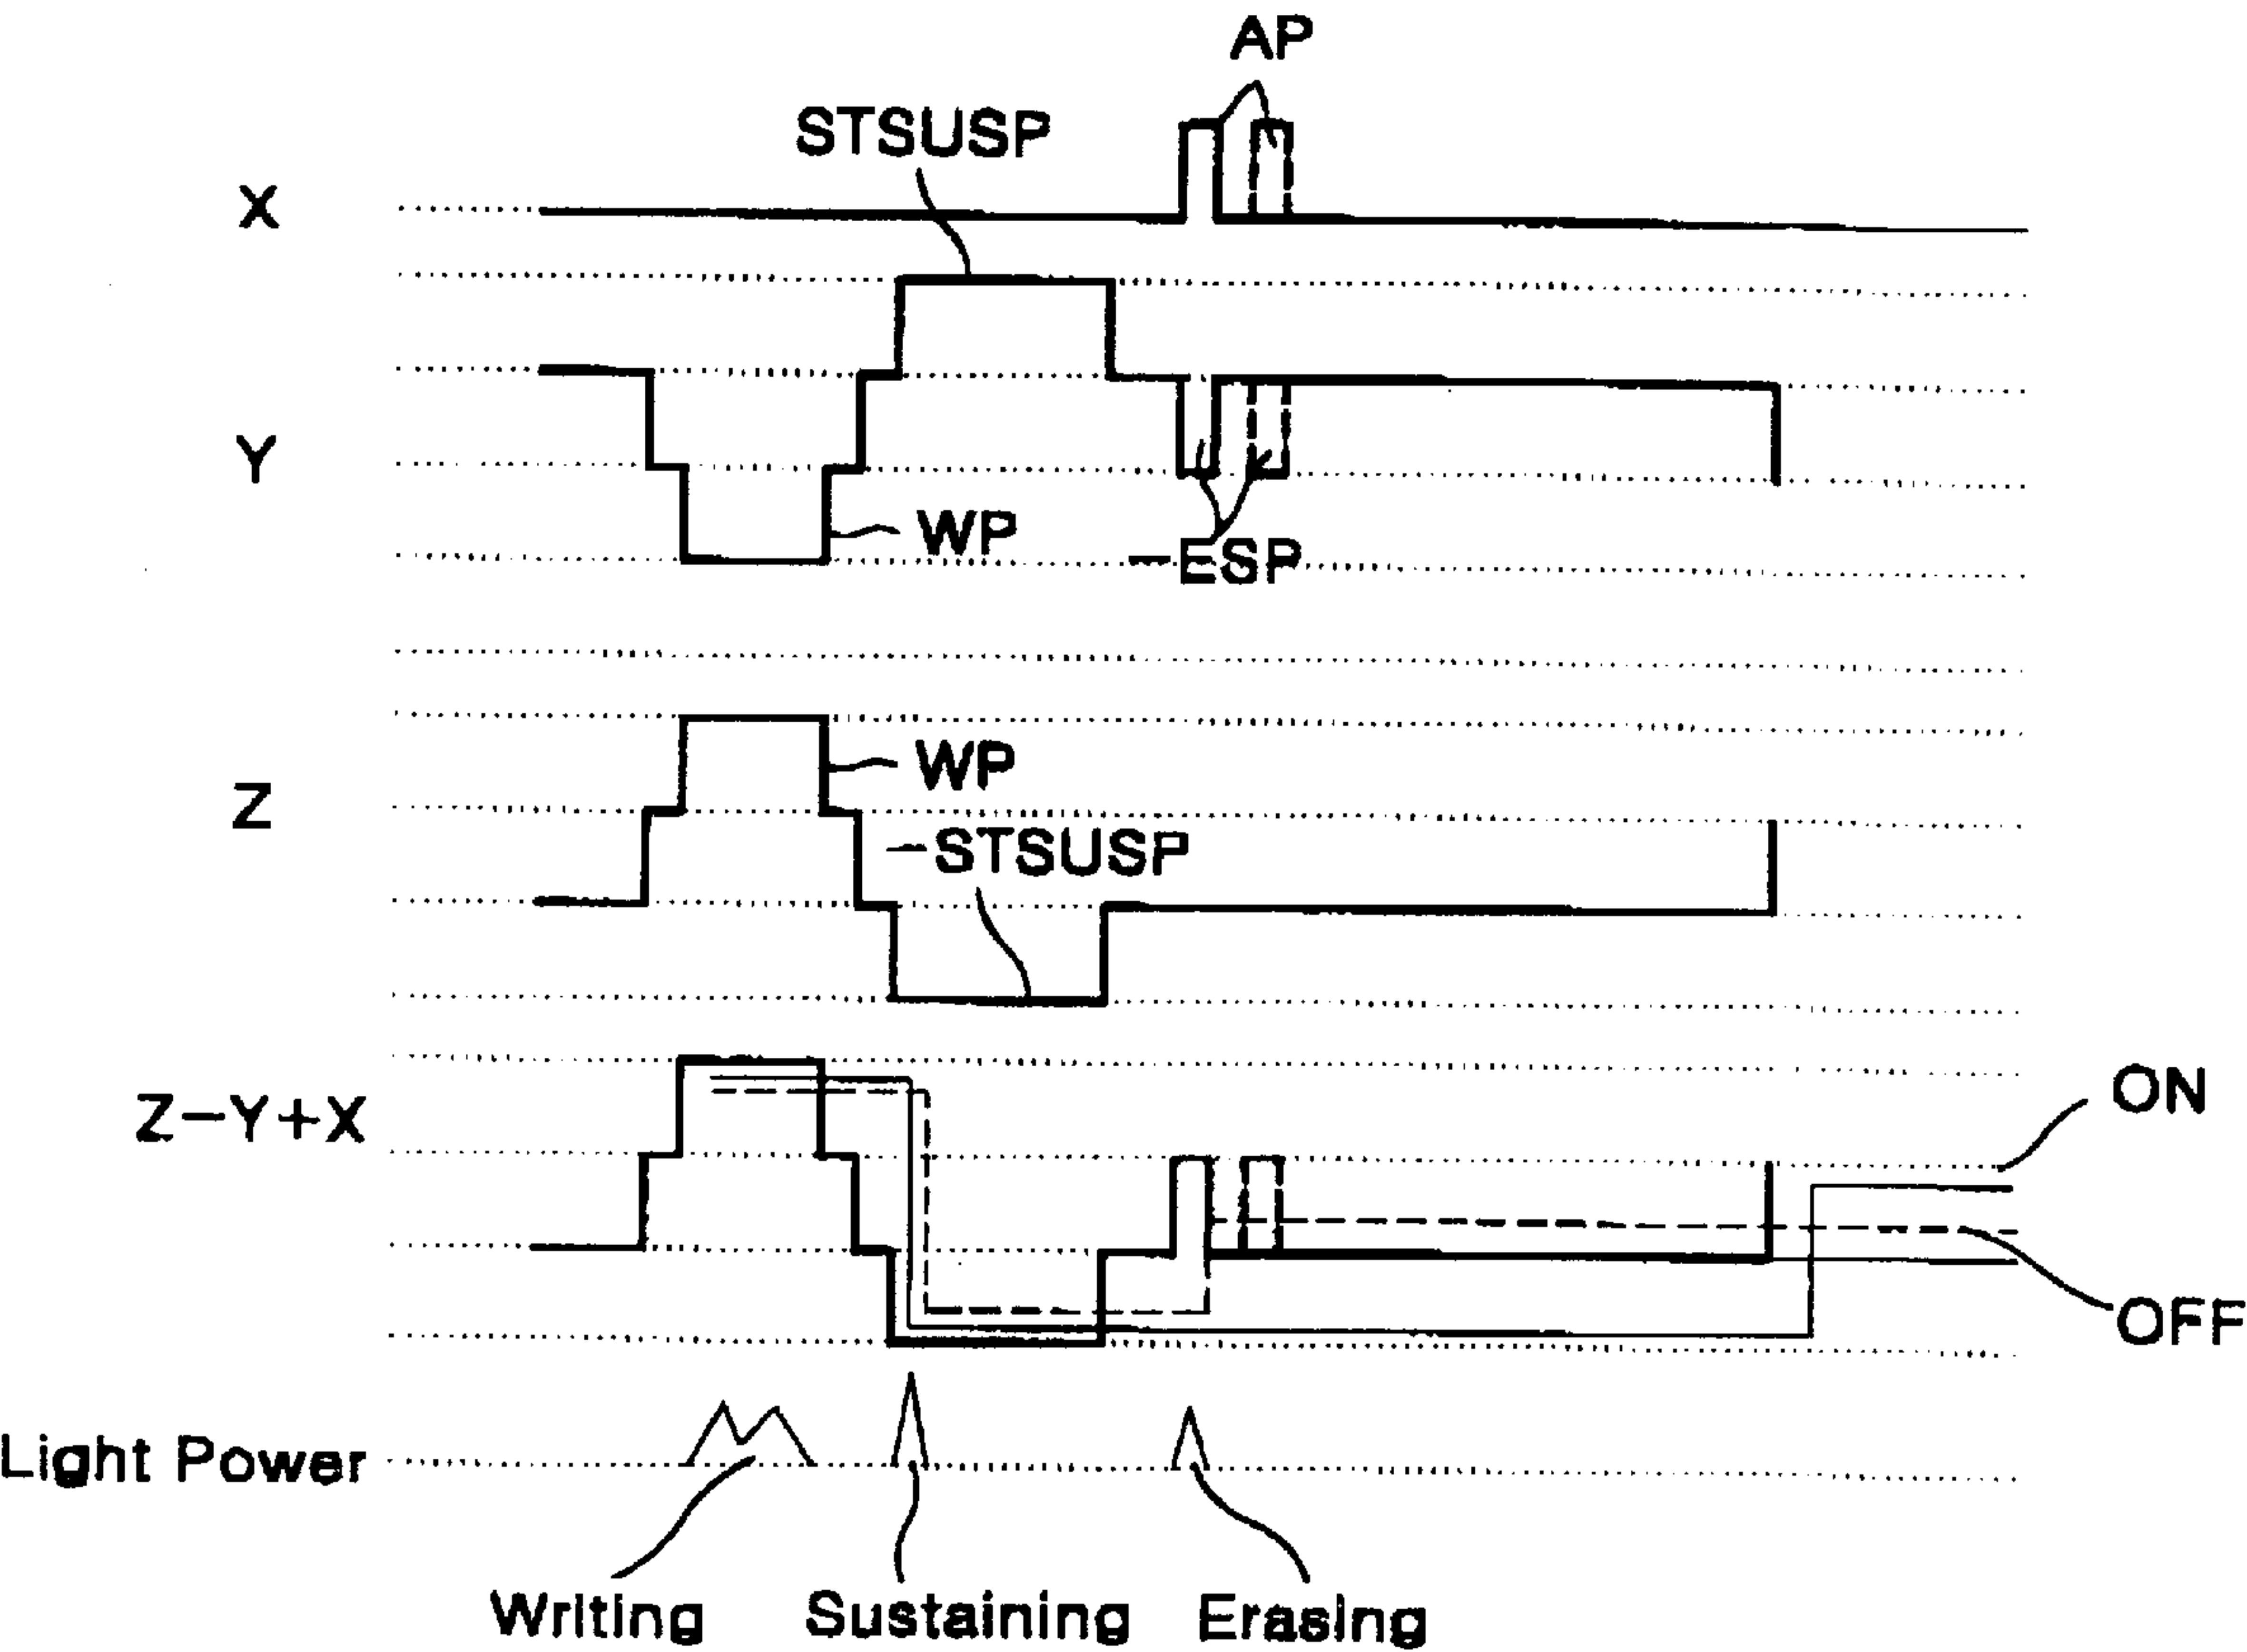 AP
STSUSP
X
Y
WP
-ESP
WP
Z
-STSUSP
ON
Z-Y+X
OFF
Light Power
Writing Sustaining Erasing